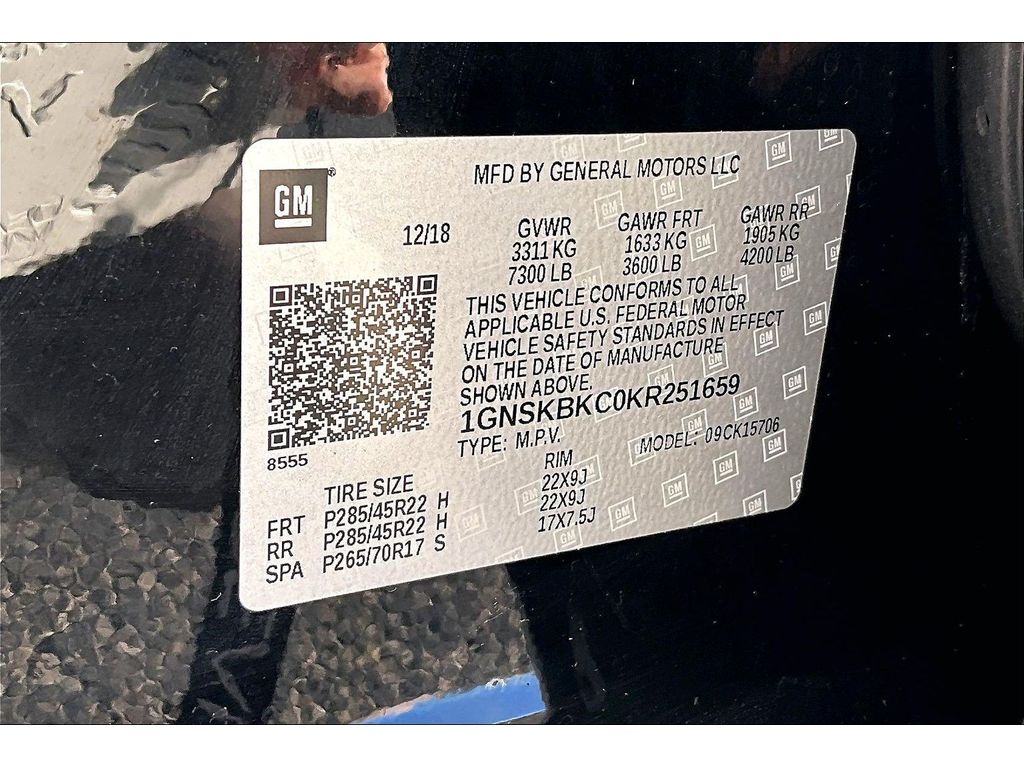 GM®
MFD BY GENERAL MOTORS LLC
12/18 GVWR GAWR FRT GAWR RR
3311 KG 1633 KG 1905 KG
7300 LB 3600 LB 4200 LB
THIS VEHICLE CONFORMS TO ALL
APPLICABLE U.S. FEDERAL MOTOR
VEHICLE SAFETY STANDARDS IN EFFECT
ON THE DATE OF MANUFACTURE
SHOWN ABOVE.
1GNSKBKC0KR251659
TYPE: M.P.V. MODEL: 09CK15706
8555
TIRE SIZE RIM
FRT P285/45R22 H 22X9J
RR P285/45R22 H 22X9J
SPA P265/70R17 S 17X7.5J